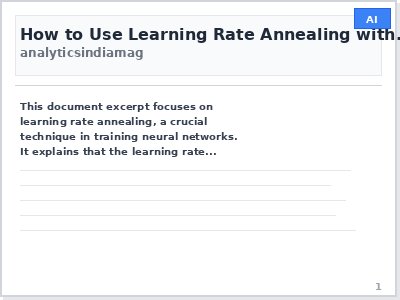 AI
How to Use Learning Rate Annealing with...
analyticsindiamag
This document excerpt focuses on
learning rate annealing, a crucial
technique in training neural networks.
It explains that the learning rate...
1